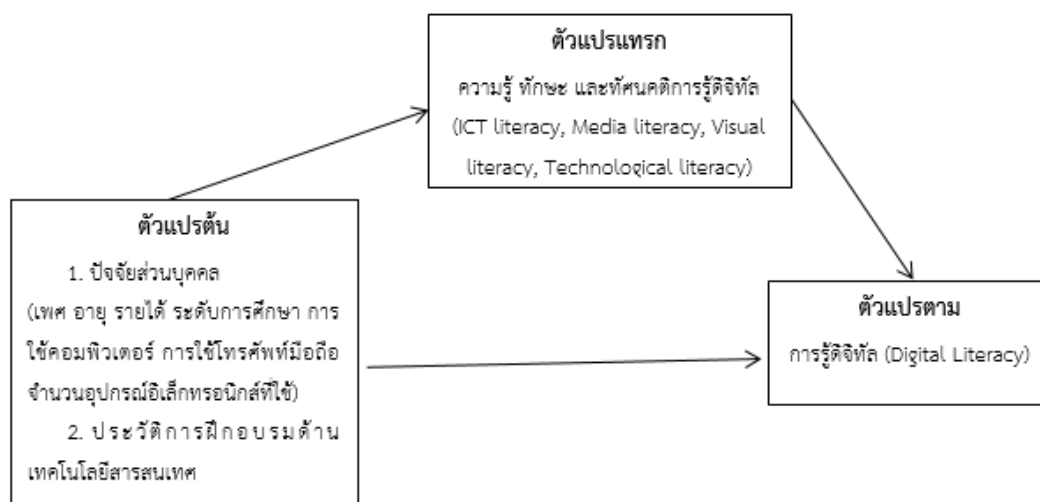 ตัวแปรแทรก
ความรู้ ทักษะ และทัศนคติการรู้ดิจิทัล
(ICT literacy, Media literacy, Visual
literacy, Technological literacy)
ตัวแปรต้น
1. ปัจจัยส่วนบุคคล
(เพศ อายุ รายได้ ระดับการศึกษา การ
ใช้คอมพิวเตอร์ การใช้โทรศัพท์มือถือ
จำนวนอุปกรณ์อิเล็กทรอนิกส์ที่ใช้)
2. ประวัติการฝึกอบรมด้าน
เทคโนโลยีสารสนเทศ
ตัวแปรตาม
การรู้ดิจิทัล (Digital Literacy)